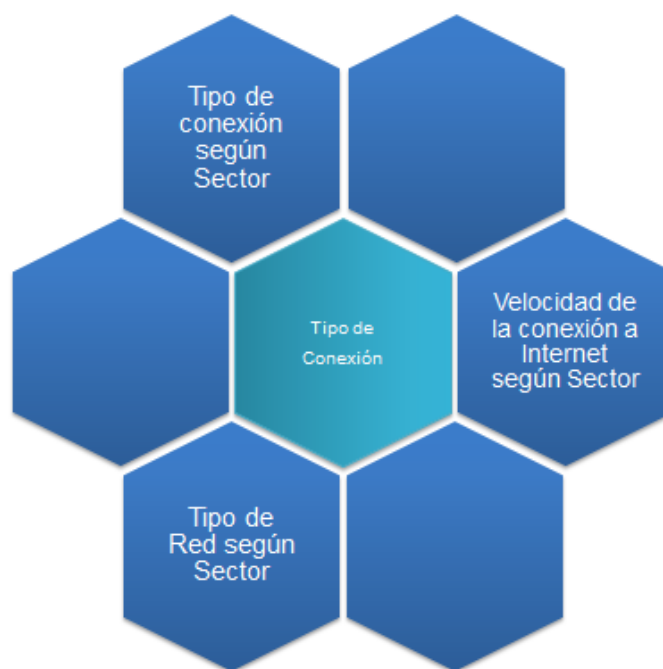 Tipo de
conexión
según
Sector
Tipo de
Conexión
Velocidad de
la conexión a
Internet
según Sector
Tipo de
Red según
Sector